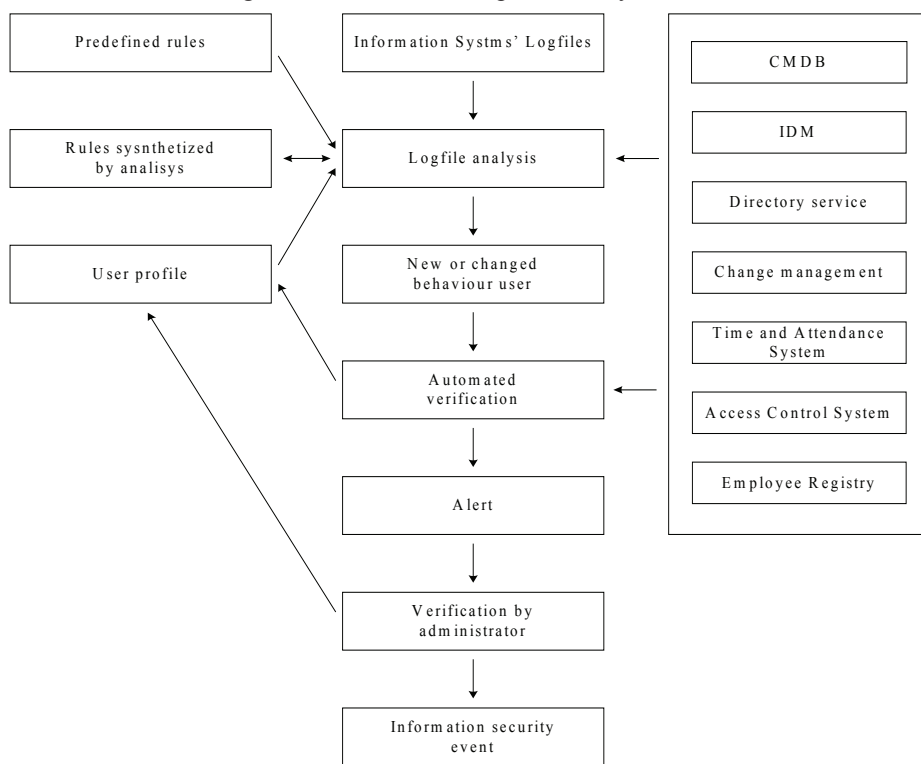 Predefined rules
Information Systms' Logfiles
CMDB
Rules sysnthetized
by analisys
Logfile analysis
IDM
Directory service
User profile
New or changed
behaviour user
Change management
Time and Attendance
System
Automated
verification
Access Control System
Employee Registry
Alert
Verification by
administrator
Information security
event